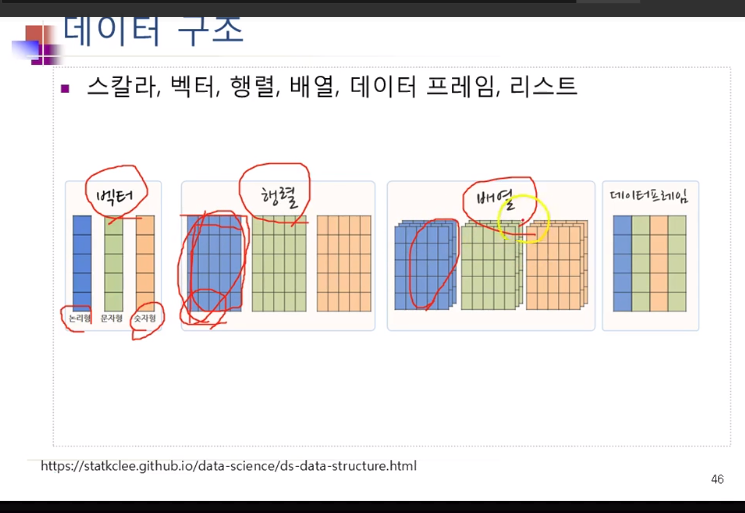 데이터 구조
스칼라, 벡터, 행렬, 배열, 데이터 프레임, 리스트
벡터
행렬
배열
데이터프레임
논리형 문자형 숫자형
https://statkclee.github.io/data-science/ds-data-structure.html
46